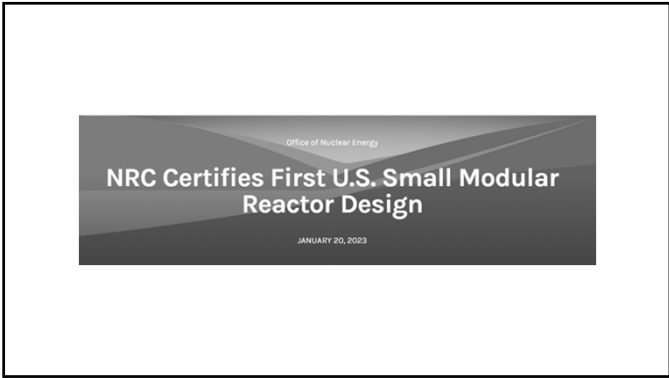 Office of Nuclear Energy
NRC Certifies First U.S. Small Modular
Reactor Design
JANUARY 20, 2023